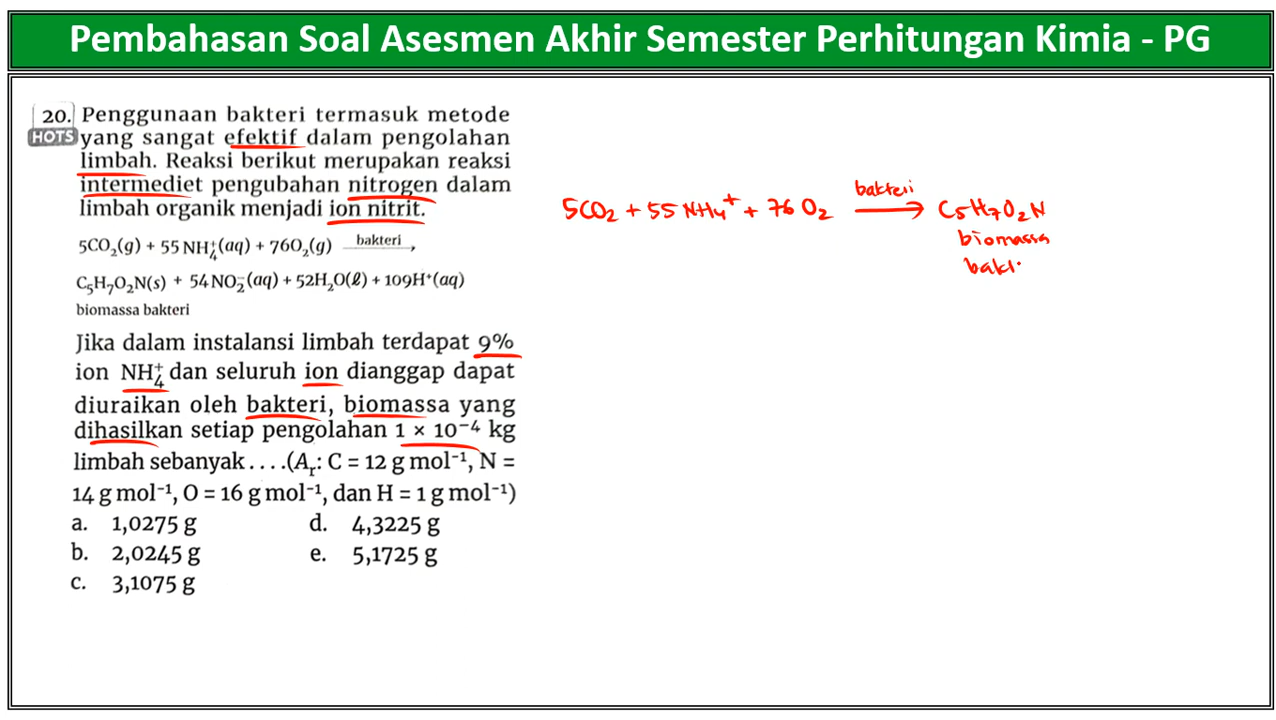 Pembahasan Soal Asesmen Akhir Semester Perhitungan Kimia - PG
20. Penggunaan bakteri termasuk metode
HOTS yang sangat efektif dalam pengolahan
limbah. Reaksi berikut merupakan reaksi
intermediet pengubahan nitrogen dalam
limbah organik menjadi ion nitrit.
5CO₂(g) + 55 NH₄⁺(aq) + 76O₂(g) bakteri→
C₅H₇O₂N(s) + 54NO₂⁻(aq) + 52H₂O(ℓ) + 109H⁺(aq)
biomassa bakteri
Jika dalam instalansi limbah terdapat 9%
ion NH₄⁺ dan seluruh ion dianggap dapat
diuraikan oleh bakteri, biomassa yang
dihasilkan setiap pengolahan 1 × 10⁻⁴ kg
limbah sebanyak . . . . (Aᵣ: C = 12 g mol⁻¹, N =
14 g mol⁻¹, O = 16 g mol⁻¹, dan H = 1 g mol⁻¹)
a. 1,0275 g d. 4,3225 g
b. 2,0245 g e. 5,1725 g
c. 3,1075 g
bakteri
5CO₂ + 55 NH₄⁺ + 76 O₂ → C₅H₇O₂N
biomassa